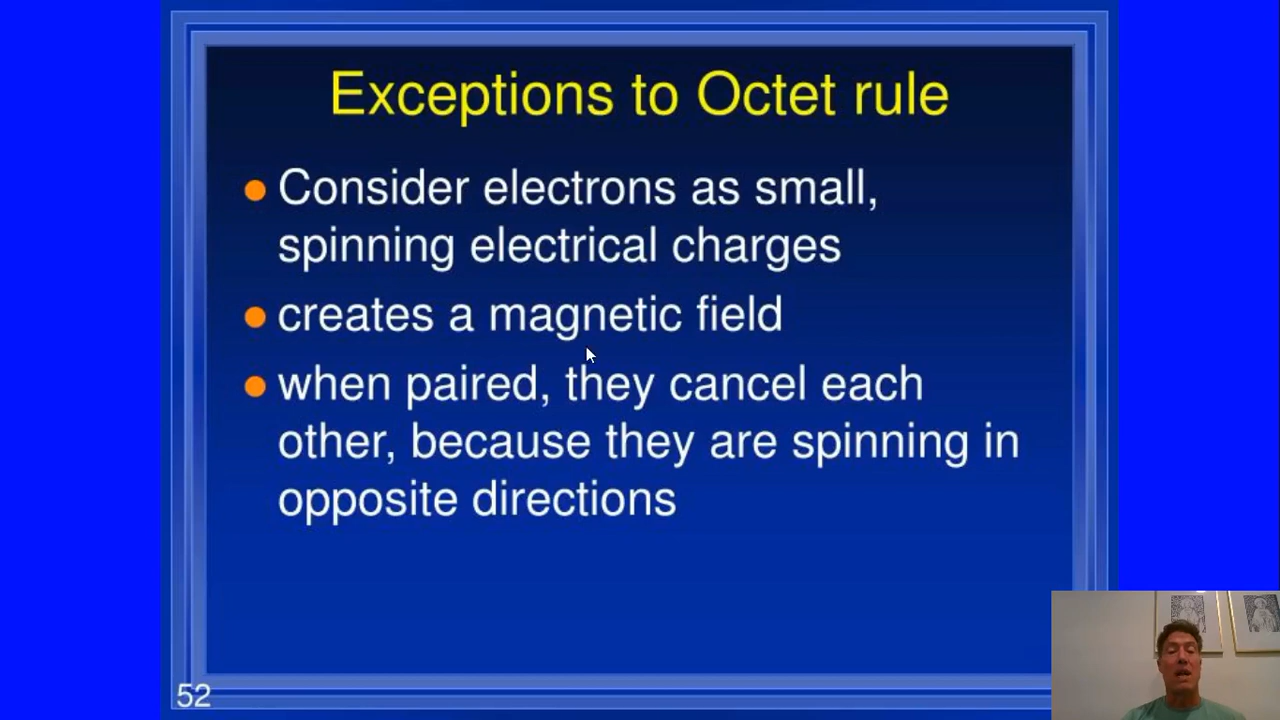 Exceptions to Octet rule
Consider electrons as small,
spinning electrical charges
creates a magnetic field
when paired, they cancel each
other, because they are spinning in
opposite directions
52